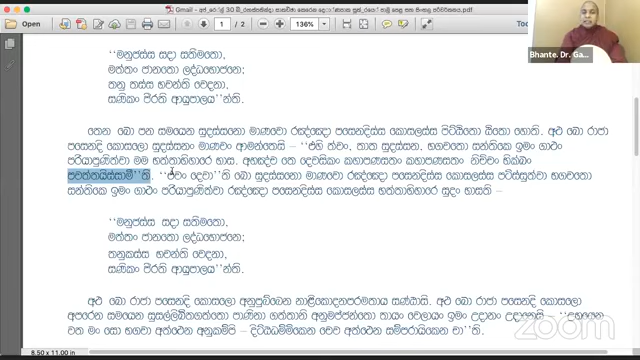 Gmail - අප්‍
1 / 2
136%
Bhante. Dr. Ga...
‘‘මනුජස්ස සදා සතිමතො,
මත්තං ජානතො ලද්ධභොජනෙ;
තනු තස්ස භවන්ති වෙදනා,
සණිකං ජීරති ආයුපාලය’’න්ති.
තෙන ඛො පන සමයෙන සුදස්සනො මාණවො රඤ්ඤො පසෙනදිස්ස කොසලස්ස පිට්ඨිතො ඨිතො හොති. අථ ඛො රාජා
පසෙනදි කොසලො සුදස්සනං මාණවං ආමන්තෙසි – ‘‘එහි ත්වං, තාත සුදස්සන, භගවතො සන්තිකෙ ඉමං ගාථං
පරියාපුණිත්වා මම භත්තාභිහාරෙ භාස. අහඤ්ච තෙ දෙවසිකං කහාපණසතං කහාපණසතං නිච්චං භික්ඛං
පවත්තයිස්සාමී’’ති. ‘‘එවං දෙවා’’ති ඛො සුදස්සනො මාණවො රඤ්ඤො පසෙනදිස්ස කොසලස්ස පටිස්සුත්වා භගවතො
සන්තිකෙ ඉමං ගාථං පරියාපුණිත්වා රඤ්ඤො පසෙනදිස්ස කොසලස්ස භත්තාභිහාරෙ සුදං භාසති –
‘‘මනුජස්ස සදා සතිමතො,
මත්තං ජානතො ලද්ධභොජනෙ;
තනුකස්ස භවන්ති වෙදනා,
සණිකං ජීරති ආයුපාලය’’න්ති.
අථ ඛො රාජා පසෙනදි කොසලො අනුපුබ්බෙන නාළිකොදනපරමතාය සණ්ඨාසි. අථ ඛො රාජා පසෙනදි කොසලො
අපරෙන සමයෙන සුසල්ලිඛිතගත්තො පාණිනා ගත්තානි අනුමජ්ජන්තො තායං වෙලායං ඉමං උදානං උදානෙසි – ‘‘උභයෙන
වත මං සො භගවා අත්ථෙන අනුකම්පි – දිට්ඨධම්මිකෙන චෙව අත්ථෙන සම්පරායිකෙන චා’’ති.
8.50 x 11.00 in
zoom